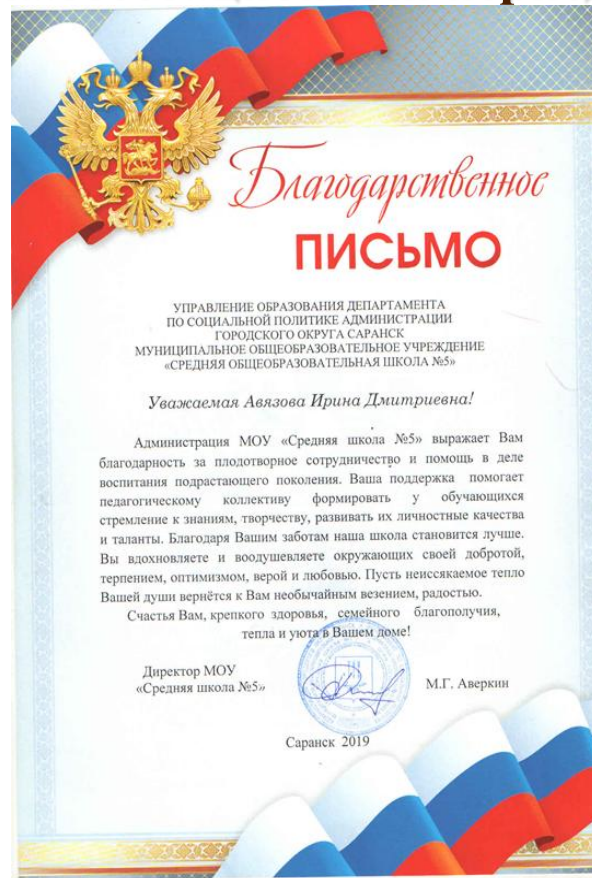 Благодарственное
ПИСЬМО
УПРАВЛЕНИЕ ОБРАЗОВАНИЯ ДЕПАРТАМЕНТА
ПО СОЦИАЛЬНОЙ ПОЛИТИКЕ АДМИНИСТРАЦИИ
ГОРОДСКОГО ОКРУГА САРАНСК
МУНИЦИПАЛЬНОЕ ОБЩЕОБРАЗОВАТЕЛЬНОЕ УЧРЕЖДЕНИЕ
«СРЕДНЯЯ ОБЩЕОБРАЗОВАТЕЛЬНАЯ ШКОЛА №5»
Уважаемая Авязова Ирина Дмитриевна!
Администрация МОУ «Средняя школа №5» выражает Вам
благодарность за плодотворное сотрудничество и помощь в деле
воспитания подрастающего поколения. Ваша поддержка помогает
педагогическому коллективу формировать у обучающихся
стремление к знаниям, творчеству, развивать их личностные качества
и таланты. Благодаря Вашим заботам наша школа становится лучше.
Вы вдохновляете и воодушевляете окружающих своей добротой,
терпением, оптимизмом, верой и любовью. Пусть неиссякаемое тепло
Вашей души вернётся к Вам необычайным везением, радостью.
Счастья Вам, крепкого здоровья, семейного благополучия,
тепла и уюта в Вашем доме!
Директор МОУ
«Средняя школа №5»
М.Г. Аверкин
Саранск 2019